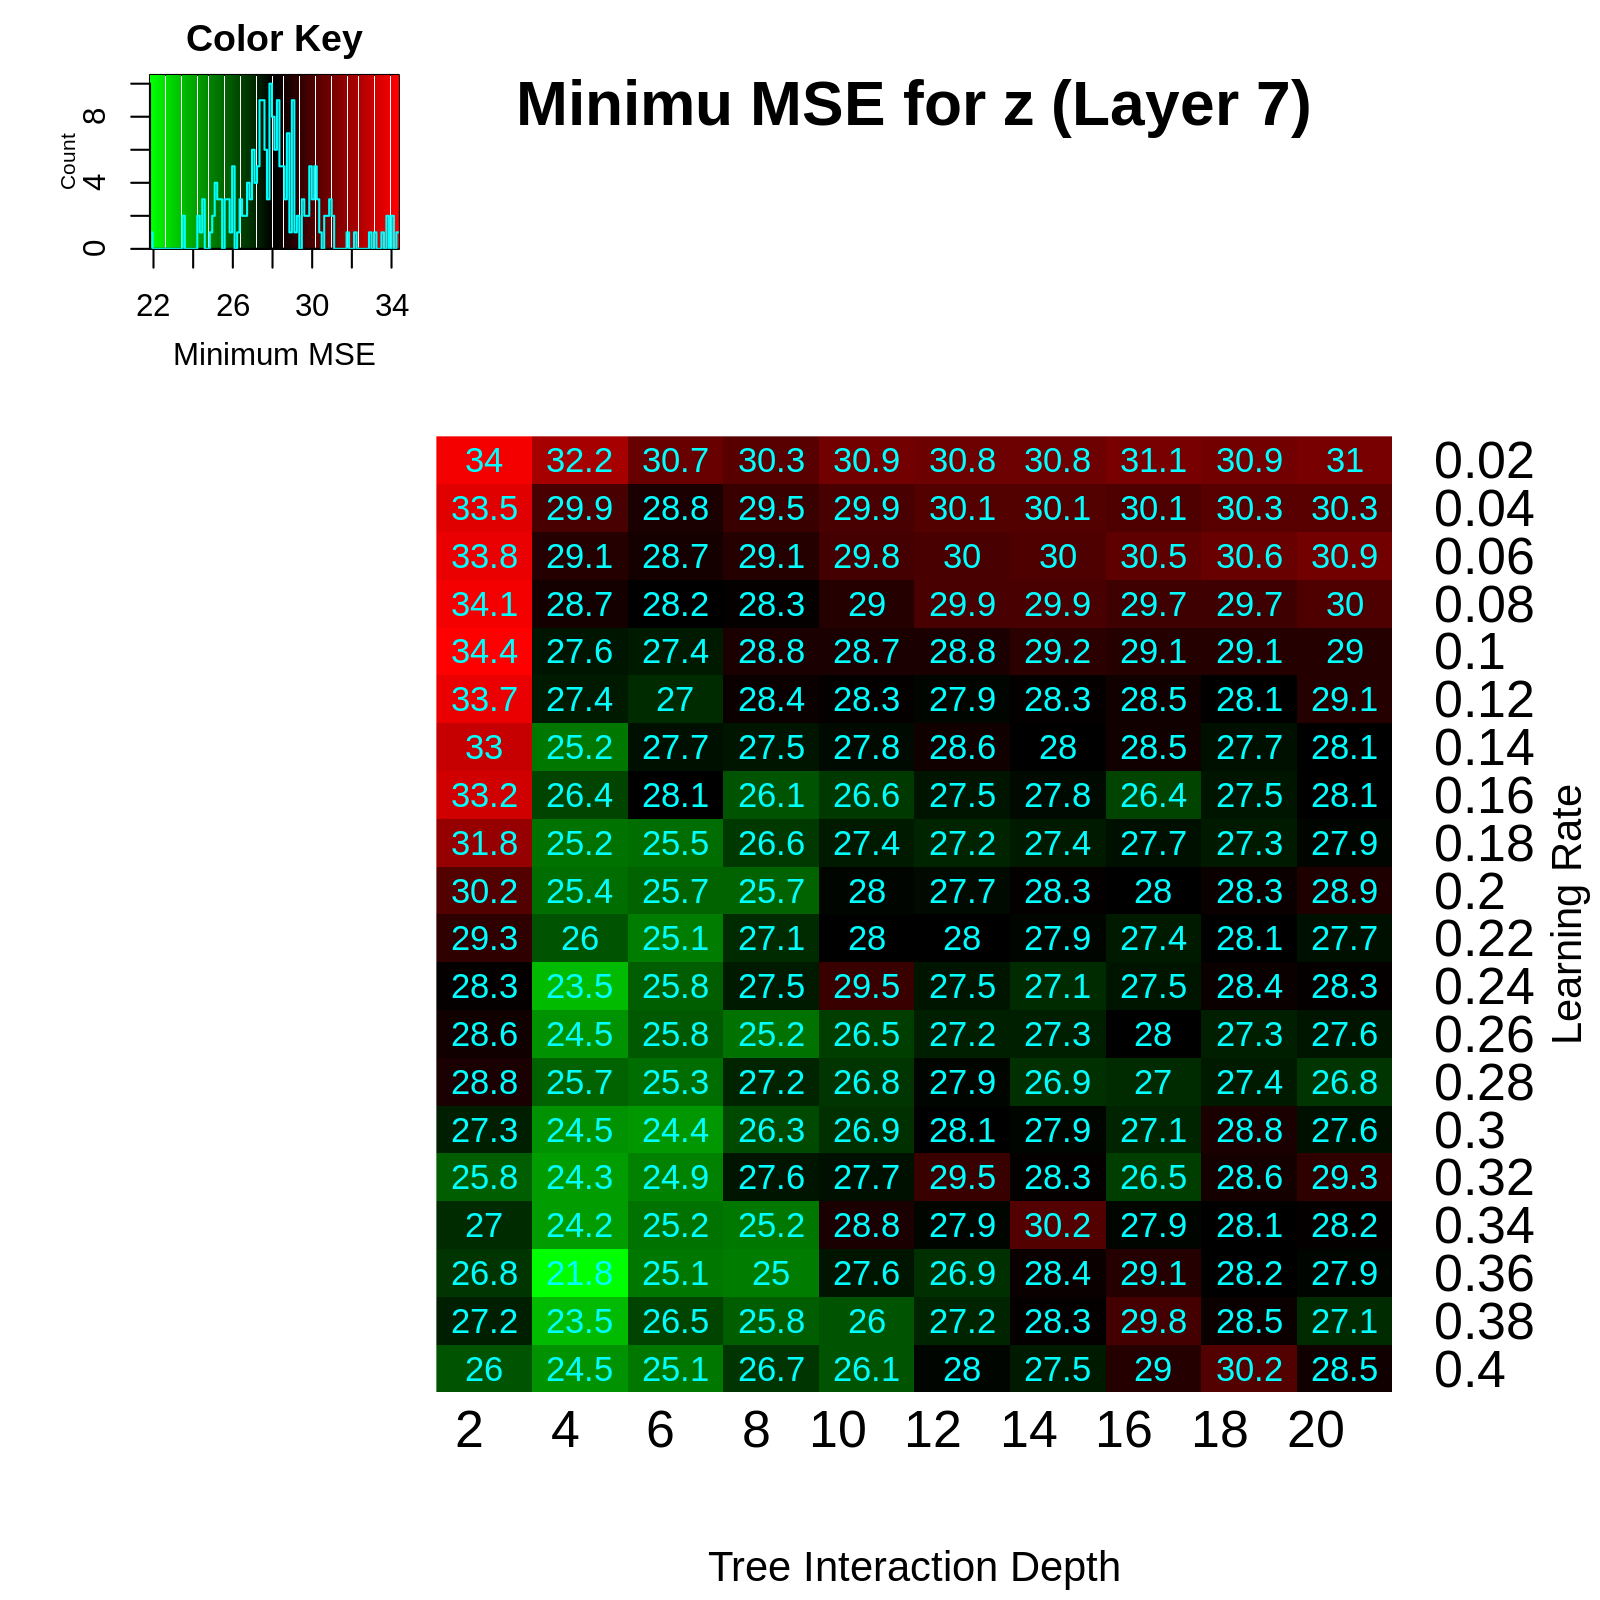 Color Key
Minimu MSE for z (Layer 7)
Count
0 4 8
22 26 30 34
Minimum MSE
34 32.2 30.7 30.3 30.9 30.8 30.8 31.1 30.9 31 0.02
33.5 29.9 28.8 29.5 29.9 30.1 30.1 30.1 30.3 30.3 0.04
33.8 29.1 28.7 29.1 29.8 30 30 30.5 30.6 30.9 0.06
34.1 28.7 28.2 28.3 29 29.9 29.9 29.7 29.7 30 0.08
34.4 27.6 27.4 28.8 28.7 28.8 29.2 29.1 29.1 29 0.1
33.7 27.4 27 28.4 28.3 27.9 28.3 28.5 28.1 29.1 0.12
33 25.2 27.7 27.5 27.8 28.6 28 28.5 27.7 28.1 0.14
33.2 26.4 28.1 26.1 26.6 27.5 27.8 26.4 27.5 28.1 0.16
31.8 25.2 25.5 26.6 27.4 27.2 27.4 27.7 27.3 27.9 0.18
30.2 25.4 25.7 25.7 28 27.7 28.3 28 28.3 28.9 0.2
29.3 26 25.1 27.1 28 28 27.9 27.4 28.1 27.7 0.22
28.3 23.5 25.8 27.5 29.5 27.5 27.1 27.5 28.4 28.3 0.24
28.6 24.5 25.8 25.2 26.5 27.2 27.3 28 27.3 27.6 0.26
28.8 25.7 25.3 27.2 26.8 27.9 26.9 27 27.4 26.8 0.28
27.3 24.5 24.4 26.3 26.9 28.1 27.9 27.1 28.8 27.6 0.3
25.8 24.3 24.9 27.6 27.7 29.5 28.3 26.5 28.6 29.3 0.32
27 24.2 25.2 25.2 28.8 27.9 30.2 27.9 28.1 28.2 0.34
26.8 21.8 25.1 25 27.6 26.9 28.4 29.1 28.2 27.9 0.36
27.2 23.5 26.5 25.8 26 27.2 28.3 29.8 28.5 27.1 0.38
26 24.5 25.1 26.7 26.1 28 27.5 29 30.2 28.5 0.4
Learning Rate
2 4 6 8 10 12 14 16 18 20
Tree Interaction Depth